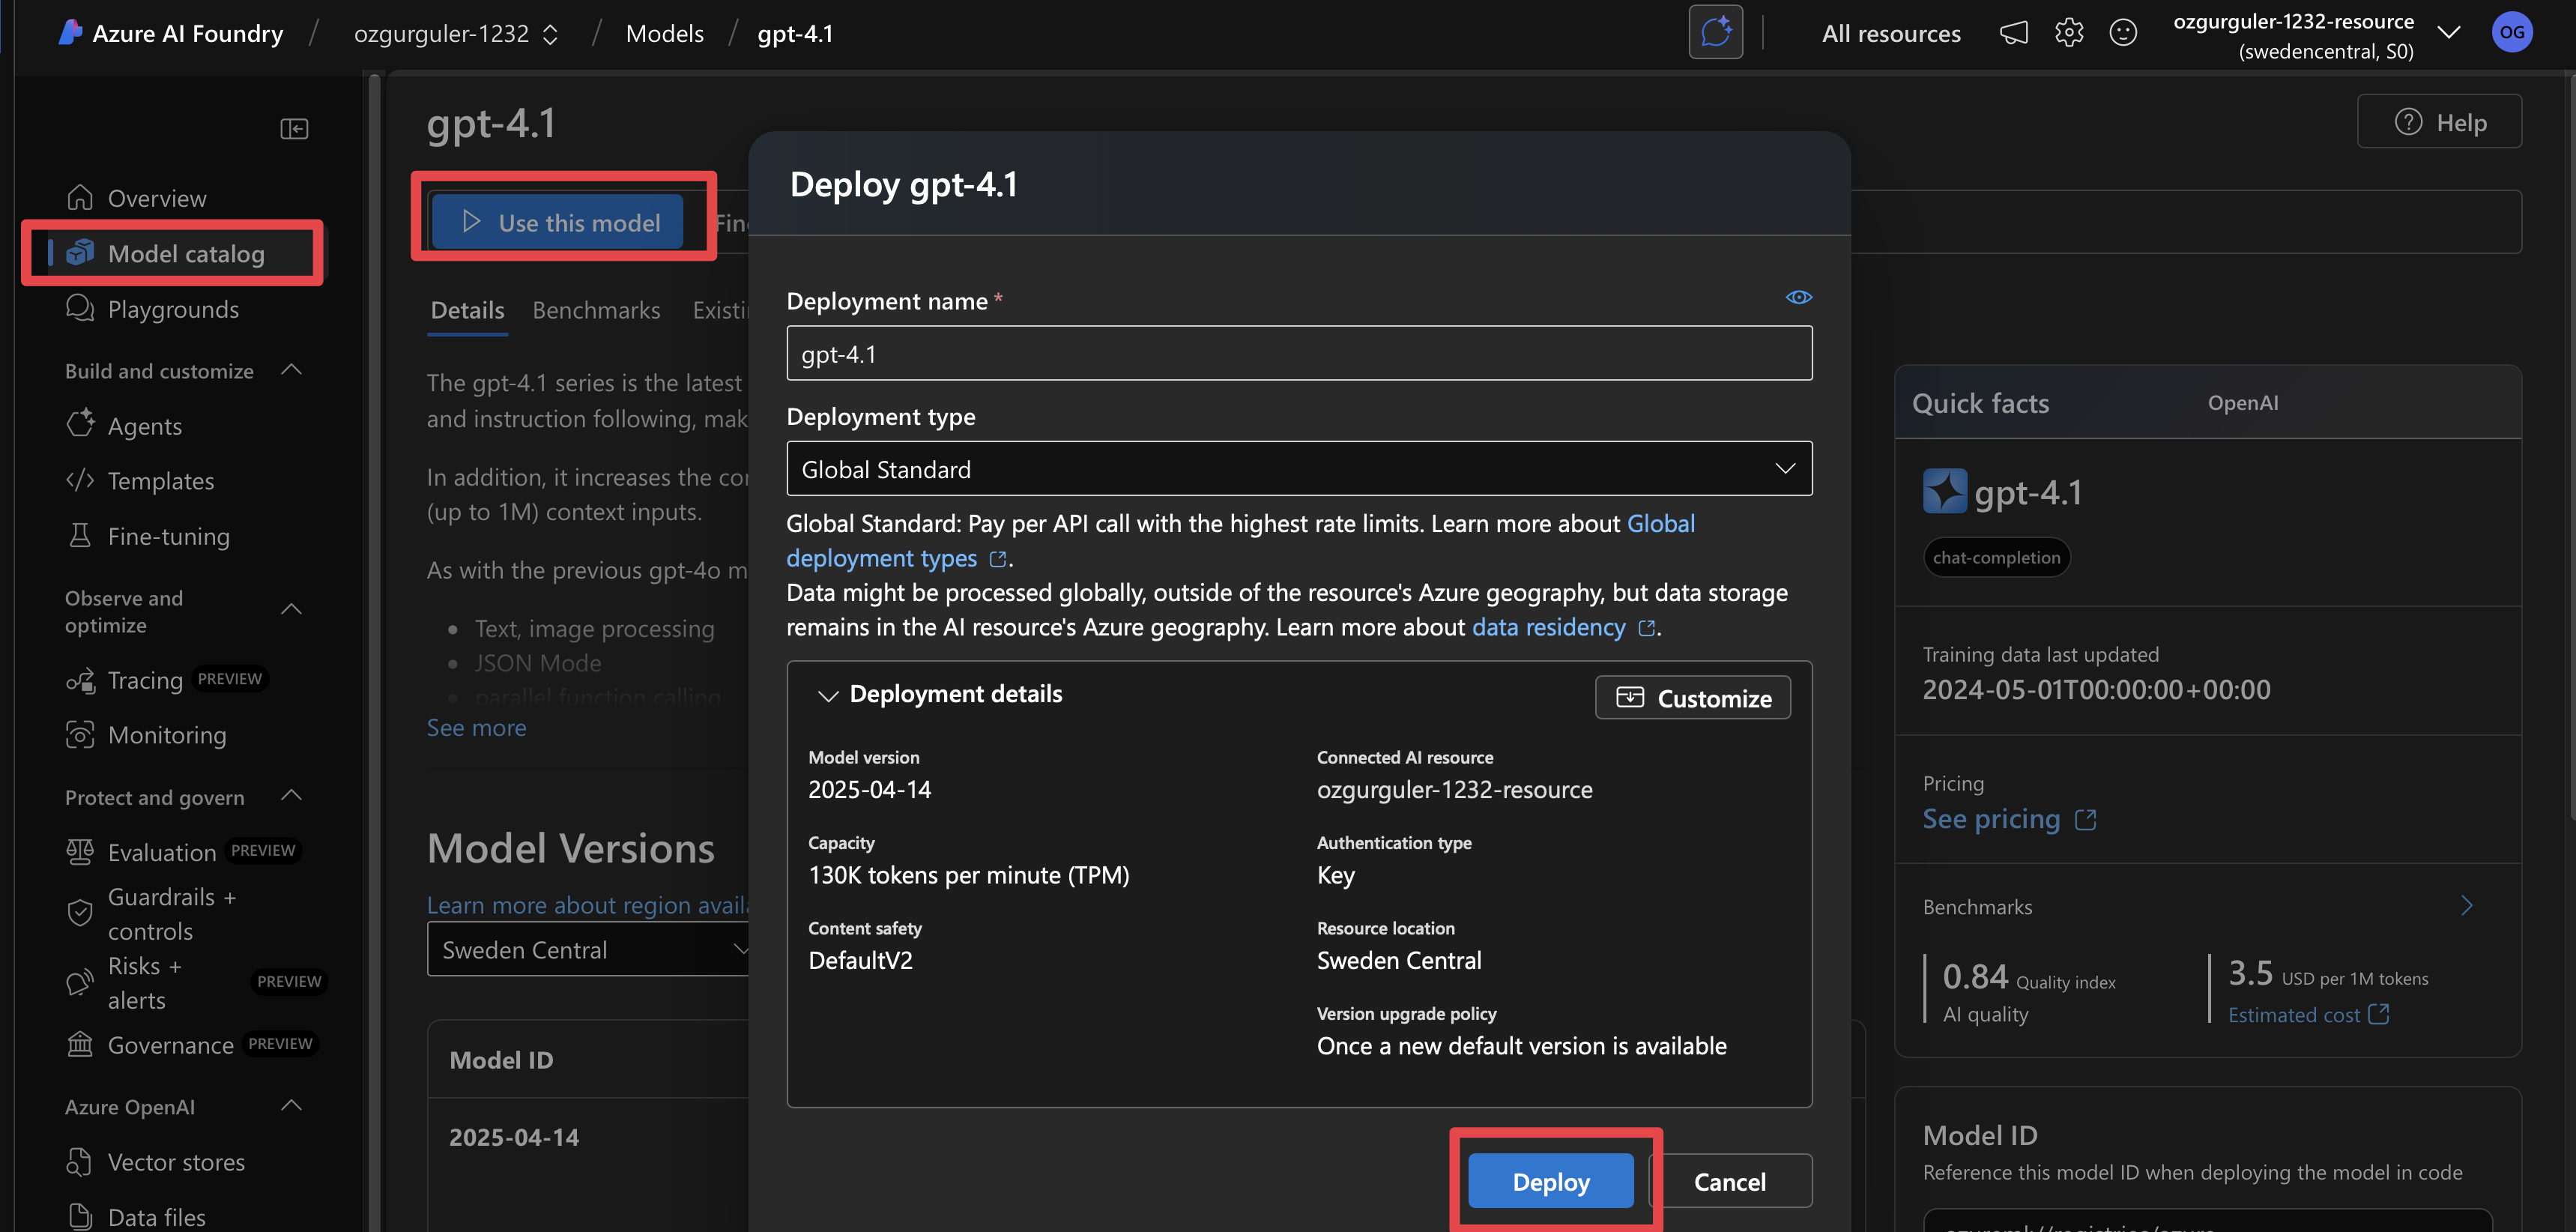 Azure AI Foundry / ozgurguler-1232 / Models / gpt-4.1
All resources
ozgurguler-1232-resource
(swedencentral, S0)
OG
Overview
Model catalog
Playgrounds
Build and customize
Agents
Templates
Fine-tuning
Observe and
optimize
Tracing PREVIEW
Monitoring
Protect and govern
Evaluation PREVIEW
Guardrails +
controls
Risks +
alerts PREVIEW
Governance PREVIEW
Azure OpenAI
Vector stores
Data files
gpt-4.1
Help
Use this model
Details Benchmarks
The gpt-4.1 series is the latest
and instruction following,
In addition, it increases the
(up to 1M) context inputs.
As with the previous gpt-4o
• Text, image processing
• JSON Mode
• parallel function calling
See more
Model Versions
Learn more about region
Sweden Central
Model ID
2025-04-14
Deploy gpt-4.1
Deployment name *
gpt-4.1
Deployment type
Global Standard
Global Standard: Pay per API call with the highest rate limits. Learn more about Global
deployment types .
Data might be processed globally, outside of the resource's Azure geography, but data storage
remains in the AI resource's Azure geography. Learn more about data residency .
Deployment details
Customize
Model version
2025-04-14
Capacity
130K tokens per minute (TPM)
Content safety
DefaultV2
Connected AI resource
ozgurguler-1232-resource
Authentication type
Key
Resource location
Sweden Central
Version upgrade policy
Once a new default version is available
Deploy
Cancel
Quick facts
OpenAI
gpt-4.1
chat-completion
Training data last updated
2024-05-01T00:00:00+00:00
Pricing
See pricing
Benchmarks
0.84 Quality index
AI quality
3.5 USD per 1M tokens
Estimated cost
Model ID
Reference this model ID when deploying the model in code